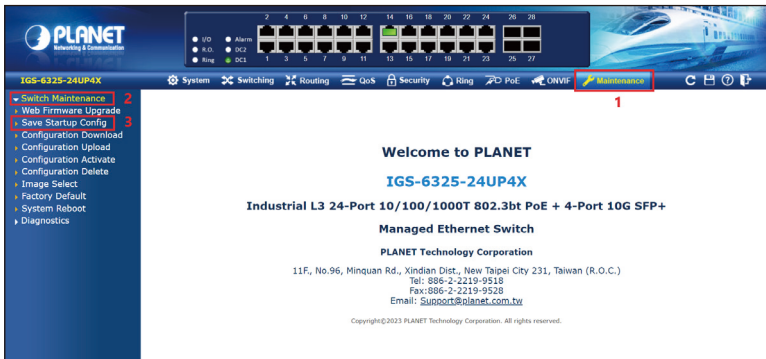 PLANET
Networking & Communication
I/O Alarm
R.O. DC2
Ring DC1
2 4 6 8 10 12 14 16 18 20 22 24 26 28
1 3 5 7 9 11 13 15 17 19 21 23 25 27
IGS-6325-24UP4X
System Switching Routing QoS Security Ring PoE ONVIF Maintenance
1
Switch Maintenance 2
Web Firmware Upgrade
Save Startup Config 3
Configuration Download
Configuration Upload
Configuration Activate
Configuration Delete
Image Select
Factory Default
System Reboot
Diagnostics
Welcome to PLANET
IGS-6325-24UP4X
Industrial L3 24-Port 10/100/1000T 802.3bt PoE + 4-Port 10G SFP+
Managed Ethernet Switch
PLANET Technology Corporation
11F., No.96, Minquan Rd., Xindian Dist., New Taipei City 231, Taiwan (R.O.C.)
Tel: 886-2-2219-9518
Fax:886-2-2219-9528
Email: Support@planet.com.tw
Copyright©2023 PLANET Technology Corporation. All rights reserved.